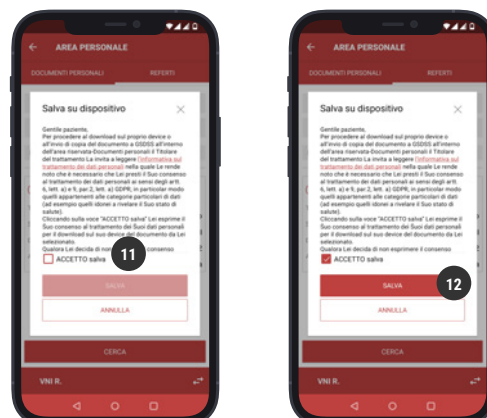 AREA PERSONALE
DOCUMENTI PERSONALI REFERTI
Salva su dispositivo
Gentile paziente,
Per procedere al download sul proprio device o
all'invio di copia del documento a GSDSS all'interno
dell'area riservata-Documenti personali il Titolare
del trattamento La invita a leggere l'informativa sul
trattamento dei dati personali nella quale Le rende
noto che è necessario che Lei presti il Suo consenso
al trattamento dei dati personali ai sensi degli artt.
6, lett. a) e 9, par.2, lett. a) GDPR, in particolar modo
quelli appartenenti alle categorie particolari di dati
(ad esempio quelli idonei a rivelare il Suo stato di
salute).
Cliccando sulla voce "ACCETTO salva" Lei esprime il
Suo consenso al trattamento dei Suoi dati personali
per il download sul suo device del documento da Lei
selezionato.
Qualora Lei decida di non esprimere il consenso
ACCETTO salva
11
SALVA
ANNULLA
CERCA
VNI R.
AREA PERSONALE
DOCUMENTI PERSONALI REFERTI
Salva su dispositivo
Gentile paziente,
Per procedere al download sul proprio device o
all'invio di copia del documento a GSDSS all'interno
dell'area riservata-Documenti personali il Titolare
del trattamento La invita a leggere l'informativa sul
trattamento dei dati personali nella quale Le rende
noto che è necessario che Lei presti il Suo consenso
al trattamento dei dati personali ai sensi degli artt.
6, lett. a) e 9, par.2, lett. a) GDPR, in particolar modo
quelli appartenenti alle categorie particolari di dati
(ad esempio quelli idonei a rivelare il Suo stato di
salute).
Cliccando sulla voce "ACCETTO salva" Lei esprime il
Suo consenso al trattamento dei Suoi dati personali
per il download sul suo device del documento da Lei
selezionato.
Qualora Lei decida di non esprimere il consenso
ACCETTO salva
SALVA
12
ANNULLA
CERCA
VNI R.